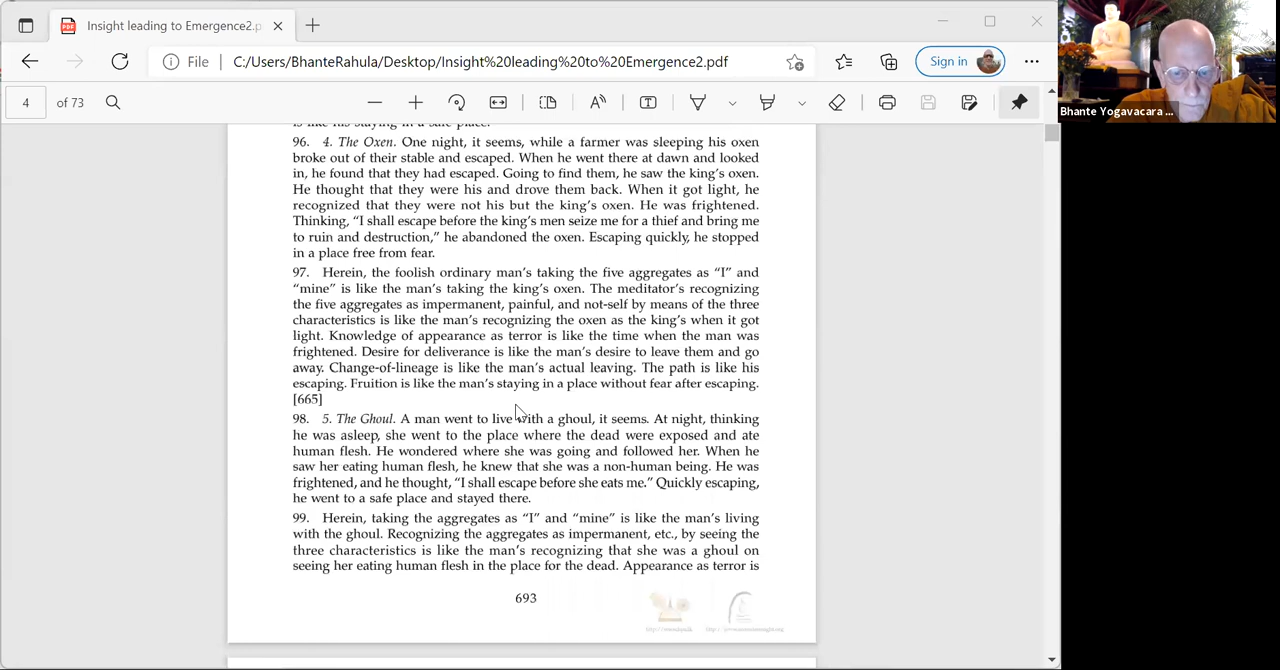 Insight leading to Emergence2.p
File
C:/Users/BhanteRahula/Desktop/Insight%20leading%20to%20Emergence2.pdf
Sign in
4 of 73
Bhante Yogavacara ...
is like his staying in a safe place.
96. 4. The Oxen. One night, it seems, while a farmer was sleeping his oxen
broke out of their stable and escaped. When he went there at dawn and looked
in, he found that they had escaped. Going to find them, he saw the king’s oxen.
He thought that they were his and drove them back. When it got light, he
recognized that they were not his but the king’s oxen. He was frightened.
Thinking, “I shall escape before the king’s men seize me for a thief and bring me
to ruin and destruction,” he abandoned the oxen. Escaping quickly, he stopped
in a place free from fear.
97. Herein, the foolish ordinary man’s taking the five aggregates as “I” and
“mine” is like the man’s taking the king’s oxen. The meditator’s recognizing
the five aggregates as impermanent, painful, and not-self by means of the three
characteristics is like the man’s recognizing the oxen as the king’s when it got
light. Knowledge of appearance as terror is like the time when the man was
frightened. Desire for deliverance is like the man’s desire to leave them and go
away. Change-of-lineage is like the man’s actual leaving. The path is like his
escaping. Fruition is like the man’s staying in a place without fear after escaping.
[665]
98. 5. The Ghoul. A man went to live with a ghoul, it seems. At night, thinking
he was asleep, she went to the place where the dead were exposed and ate
human flesh. He wondered where she was going and followed her. When he
saw her eating human flesh, he knew that she was a non-human being. He was
frightened, and he thought, “I shall escape before she eats me.” Quickly escaping,
he went to a safe place and stayed there.
99. Herein, taking the aggregates as “I” and “mine” is like the man’s living
with the ghoul. Recognizing the aggregates as impermanent, etc., by seeing the
three characteristics is like the man’s recognizing that she was a ghoul on
seeing her eating human flesh in the place for the dead. Appearance as terror is
693